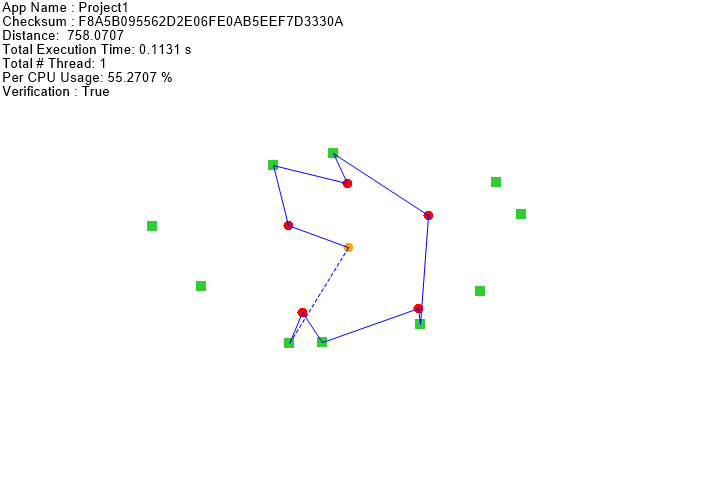 App Name : Project1
Checksum : F8A5B095562D2E06FE0AB5EEF7D3330A
Distance:  758.0707
Total Execution Time: 0.1131 s
Total # Thread: 1
Per CPU Usage: 55.2707 %
Verification : True